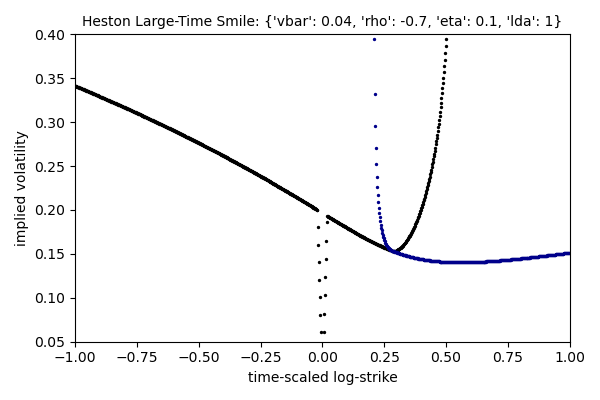 Heston Large-Time Smile: {'vbar': 0.04, 'rho': -0.7, 'eta': 0.1, 'lda': 1}
implied volatility
0.40
0.35
0.30
0.25
0.20
0.15
0.10
0.05
−1.00 −0.75 −0.50 −0.25 0.00 0.25 0.50 0.75 1.00
time-scaled log-strike